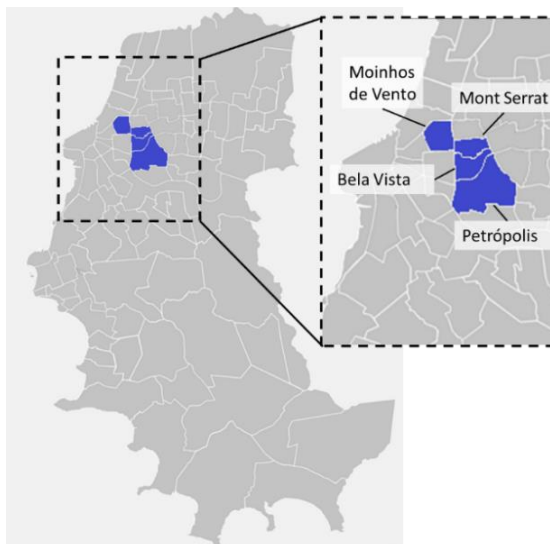 Moinhos
de Vento
Mont Serrat
Bela Vista
Petrópolis